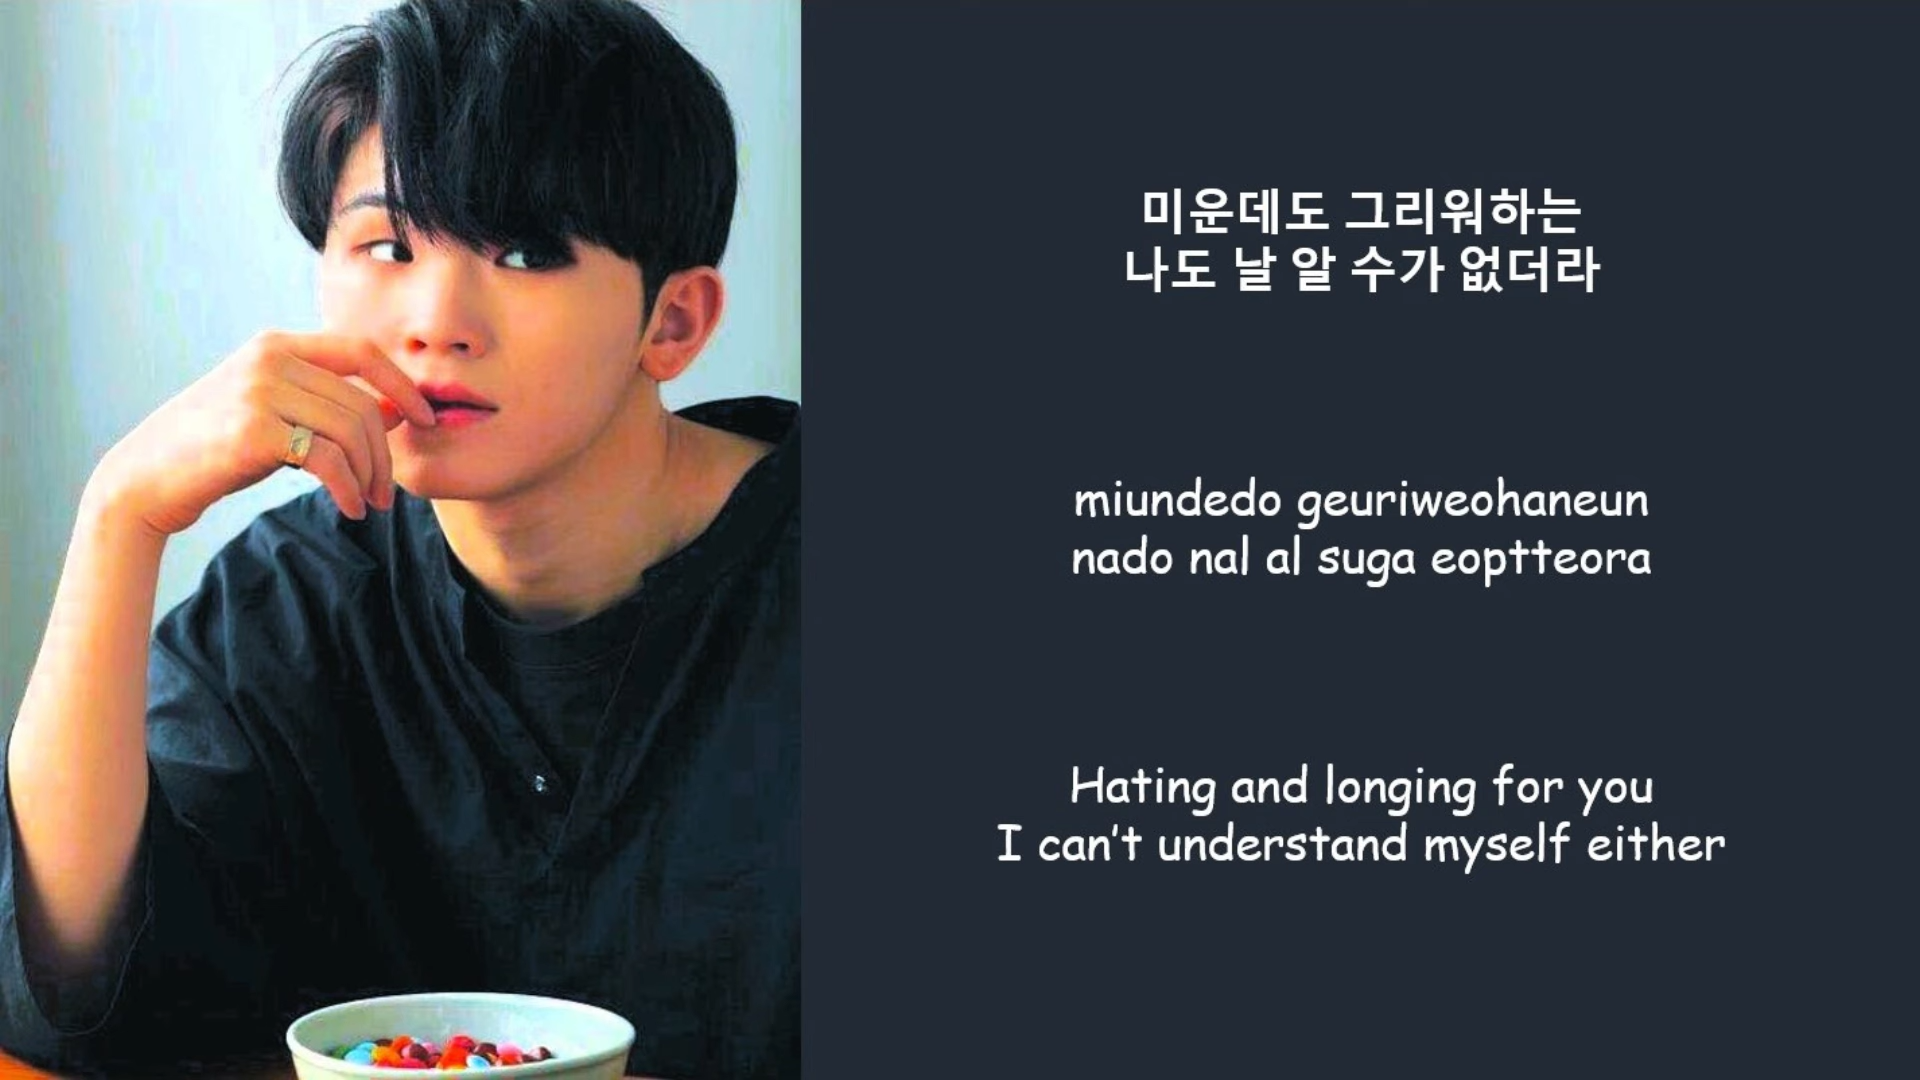 미운데도 그리워하는
나도 날 알 수가 없더라
miundedo geuriweohaneun
nado nal al suga eoptteora
Hating and longing for you
I can't understand myself either